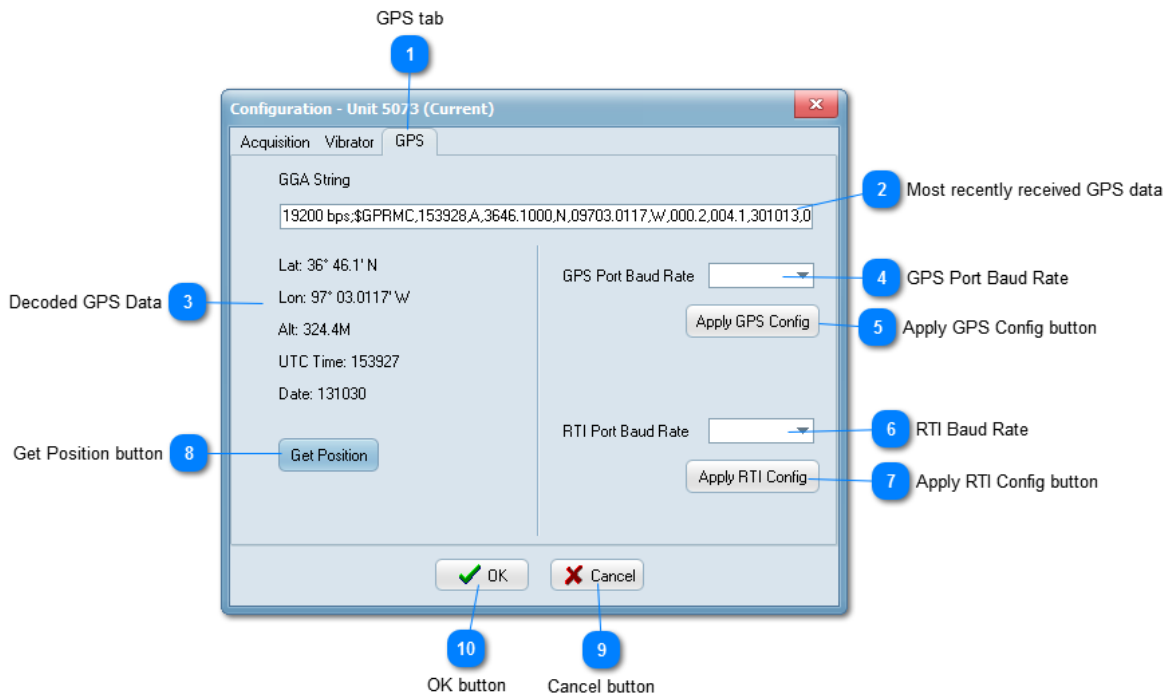 GPS tab
1
Configuration - Unit 5073 (Current)
Acquisition Vibrator GPS
GGA String
19200 bps;$GPRMC,153928,A,3646.1000,N,09703.0117,W,000.2,004.1,301013,0
2 Most recently received GPS data
Lat: 36° 46.1' N
GPS Port Baud Rate
4 GPS Port Baud Rate
Decoded GPS Data 3
Lon: 97° 03.0117' W
Alt: 324.4M
Apply GPS Config
5 Apply GPS Config button
UTC Time: 153927
Date: 131030
RTI Port Baud Rate
6 RTI Baud Rate
Get Position button 8
Get Position
Apply RTI Config
7 Apply RTI Config button
OK Cancel
10 9
OK button Cancel button